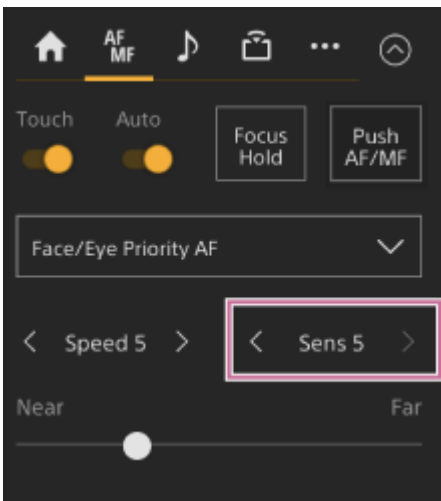 AF
MF
Touch Auto
Focus
Hold
Push
AF/MF
Face/Eye Priority AF
Speed 5
Sens 5
Near Far